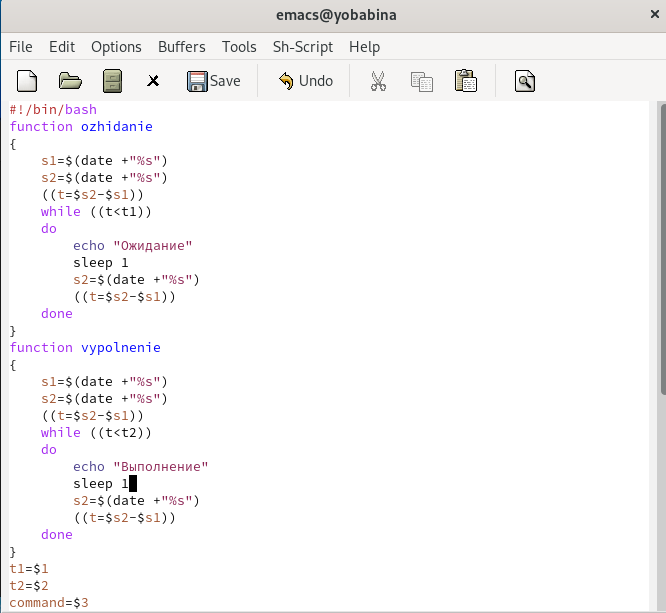 emacs@yobabina ×
File Edit Options Buffers Tools Sh-Script Help
Save Undo
#!/bin/bash
function ozhidanie
{
    s1=$(date +"%s")
    s2=$(date +"%s")
    ((t=$s2-$s1))
    while ((t<t1))
    do
        echo "Ожидание"
        sleep 1
        s2=$(date +"%s")
        ((t=$s2-$s1))
    done
}
function vypolnenie
{
    s1=$(date +"%s")
    s2=$(date +"%s")
    ((t=$s2-$s1))
    while ((t<t2))
    do
        echo "Выполнение"
        sleep 1
        s2=$(date +"%s")
        ((t=$s2-$s1))
    done
}
t1=$1
t2=$2
command=$3